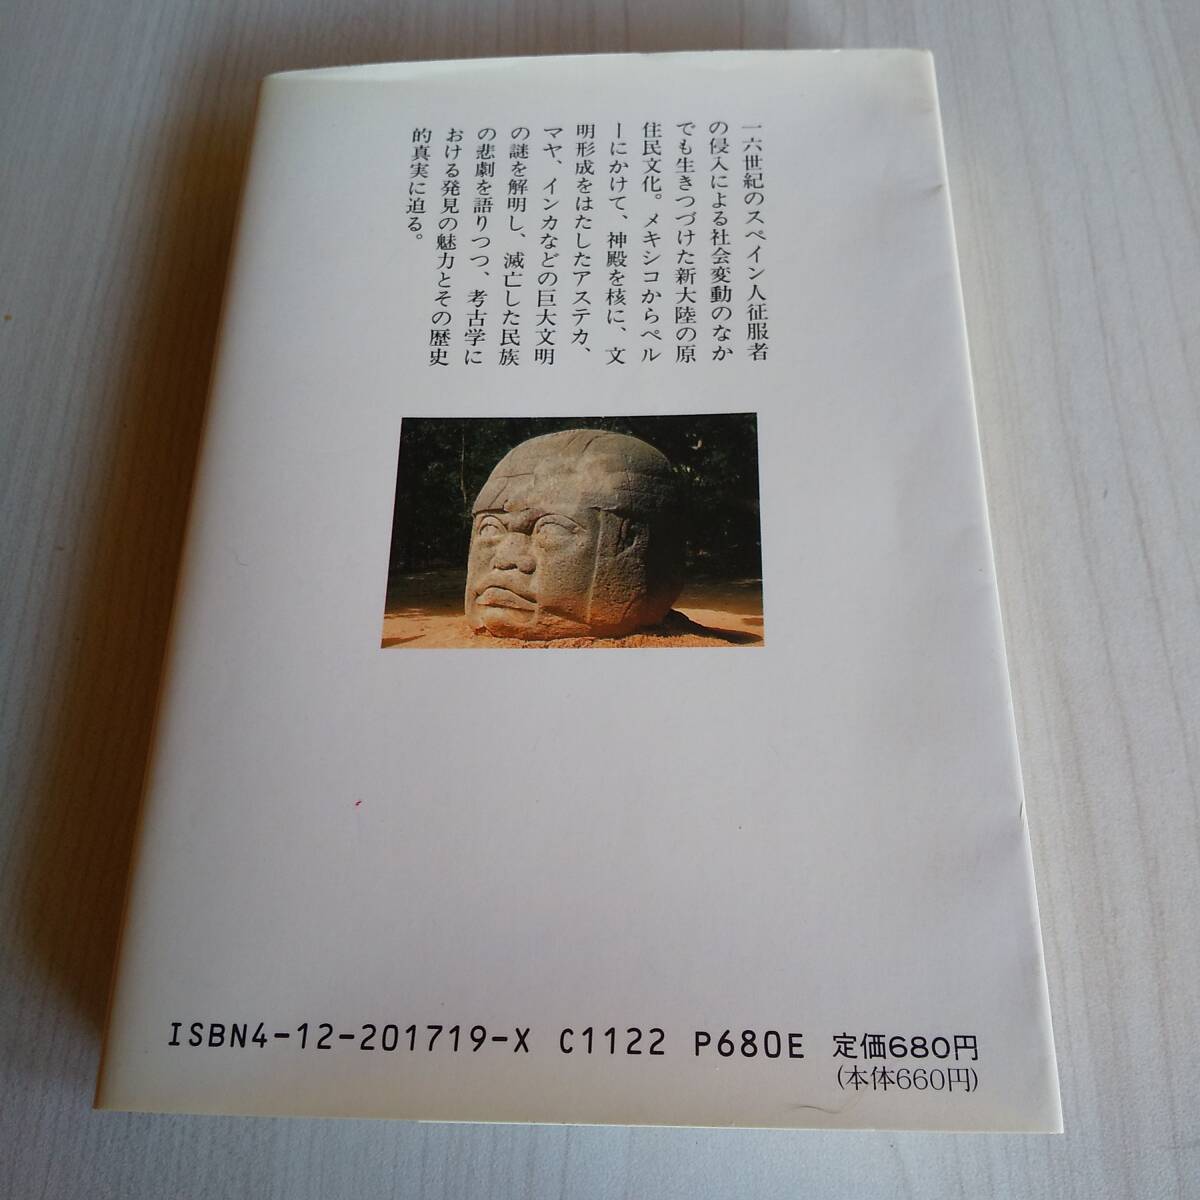 一六世紀のスペイン人征服者
の侵入による社会変動のなか
でも生きつづけた新大陸の原
住民文化。メキシコからペル
ーにかけて、神殿を核に、文
明形成をはたしたアステカ、
マヤ、インカなどの巨大文明
の謎を解明し、滅亡した民族
の悲劇を語りつつ、考古学に
おける発見の魅力とその歴史
的真実に迫る。
ISBN4-12-201719-X C1122 P680E 定価680円
(本体660円)